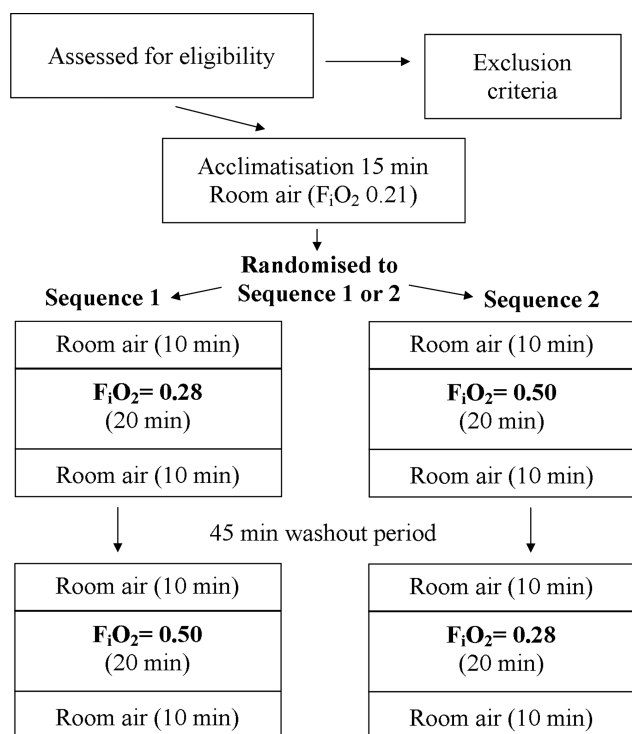 Assessed for eligibility
Exclusion
criteria
Acclimatisation 15 min
Room air (FiO2 0.21)
Randomised to
Sequence 1 or 2
Sequence 1
Room air (10 min)
FiO2= 0.28
(20 min)
Room air (10 min)
Sequence 2
Room air (10 min)
FiO2= 0.50
(20 min)
Room air (10 min)
45 min washout period
Room air (10 min)
FiO2= 0.50
(20 min)
Room air (10 min)
Room air (10 min)
FiO2= 0.28
(20 min)
Room air (10 min)